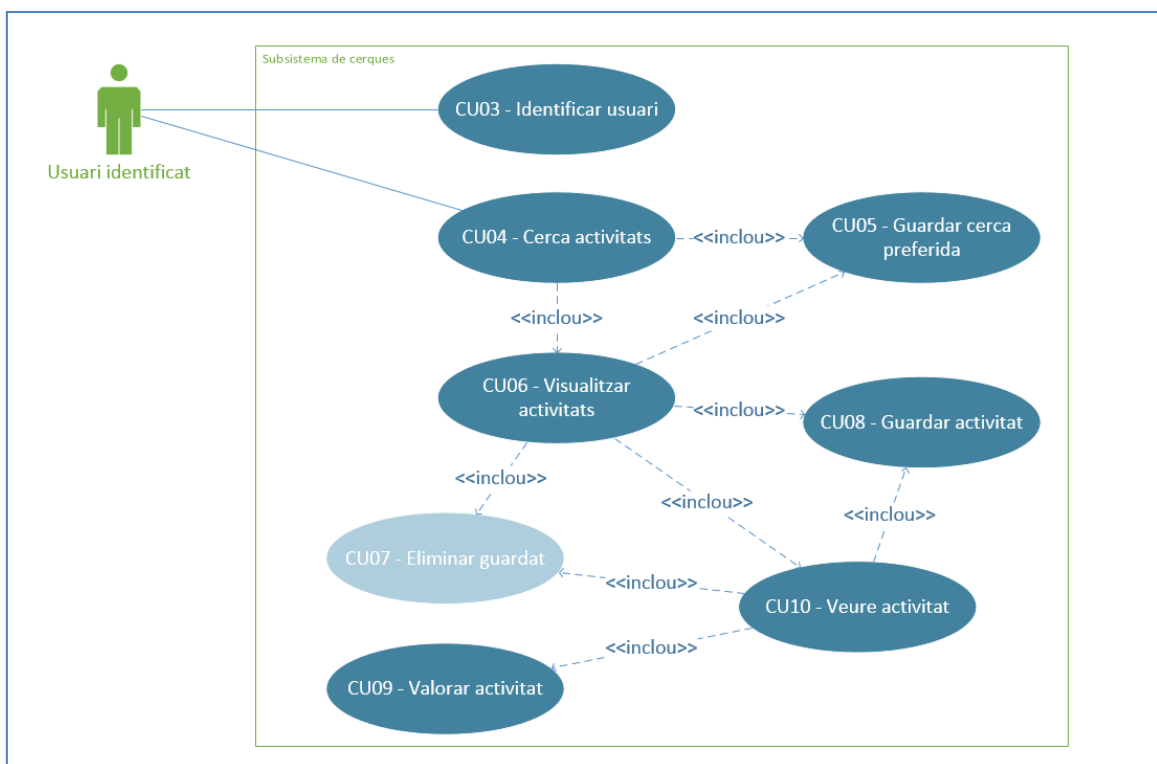 Subsistema de cerques
CU03 - Identificar usuari
Usuari identificat
CU04 - Cerca activitats
<<inclou>>
CU05 - Guardar cerca
preferida
<<inclou>>
<<inclou>>
CU06 - Visualitzar
activitats
<<inclou>>
CU08 - Guardar activitat
<<inclou>>
<<inclou>>
<<inclou>>
CU07 - Eliminar guardat
<<inclou>>
CU10 - Veure activitat
<<inclou>>
CU09 - Valorar activitat